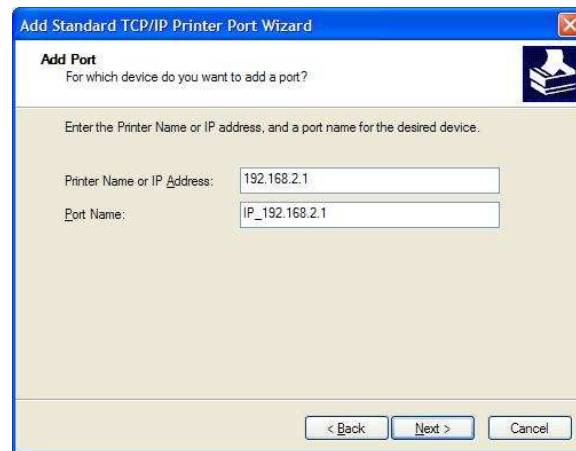 Add Standard TCP/IP Printer Port Wizard
Add Port
For which device do you want to add a port?
Enter the Printer Name or IP address, and a port name for the desired device.
Printer Name or IP Address: 192.168.2.1
Port Name: IP_192.168.2.1
< Back Next > Cancel